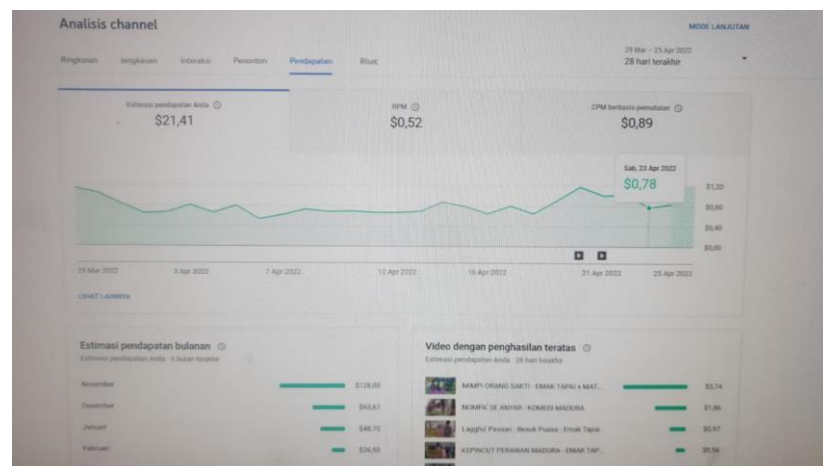 Analisis channel
MODE LANJUTAN
Ringkasan Jangkauan Interaksi Penonton Pendapatan Riset
29 Mar – 25 Apr 2022
28 hari terakhir
Estimasi pendapatan Anda
$21,41
RPM
$0,52
CPM berbasis pemutaran
$0,89
Sab, 23 Apr 2022
$0,78
$1,20
$0,80
$0,40
$0,00
29 Mar 2022 3 Apr 2022 7 Apr 2022 12 Apr 2022 16 Apr 2022 21 Apr 2022 25 Apr 2022
LIHAT LAINNYA
Estimasi pendapatan bulanan
Estimasi pendapatan Anda · 6 bulan terakhir
November $128,05
Desember $63,67
Januari $48,70
Februari $26,50
Video dengan penghasilan teratas
Estimasi pendapatan Anda · 28 hari terakhir
MIMPI ORANG SAKTI - EMAK TAPAI x MAT... $3,74
NOMPA' SE ANYAR - KOMEDI MADURA $1,86
Pasaan : Besok Puasa : Emak Tapai $0,97
KEPINCUT PERAWAN MADURA - EMAK TAP... $0,56